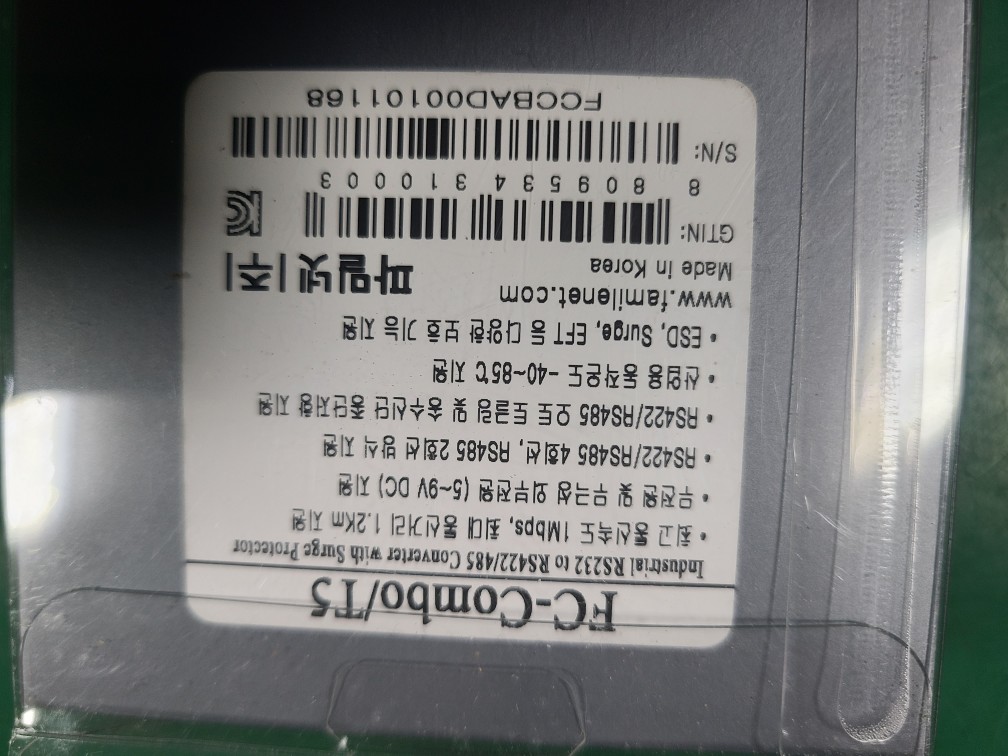 FC-Combo/T5
Industrial RS232 to RS422/485 Converter with Surge Protector
• 최고 통신속도 1Mbps, 최대 통신거리 1.2Km 지원
• 무전원 및 무극성 외부전원 (5~9V DC) 지원
• RS422/RS485 4회선, RS485 2회선 방식 지원
• RS422/RS485 오토 토글링 및 송수신단 종단저항 지원
• 산업용 동작온도 -40~85℃ 지원
• ESD, Surge, EFT 등 다양한 보호 기능 지원
www.familenet.com
Made in Korea
파밀넷|주|
GTIN:
8 809534 310003
S/N:
FCCBAD00101168